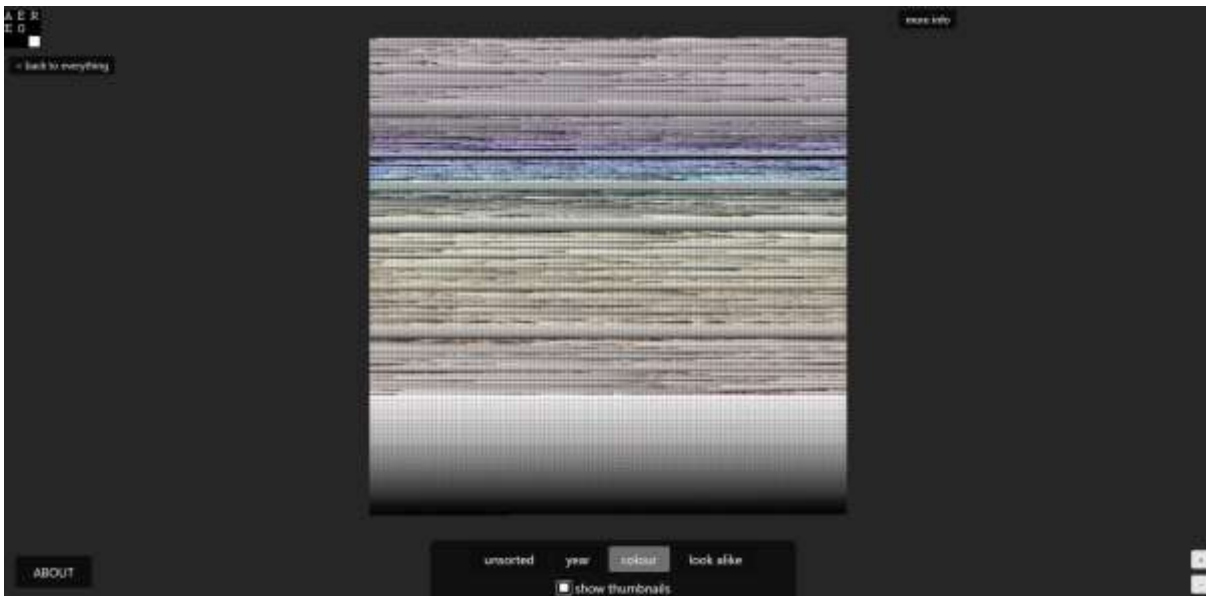 A E R
E O
more info
< back to everything
unsorted year colour look alike
show thumbnails
ABOUT
+
-